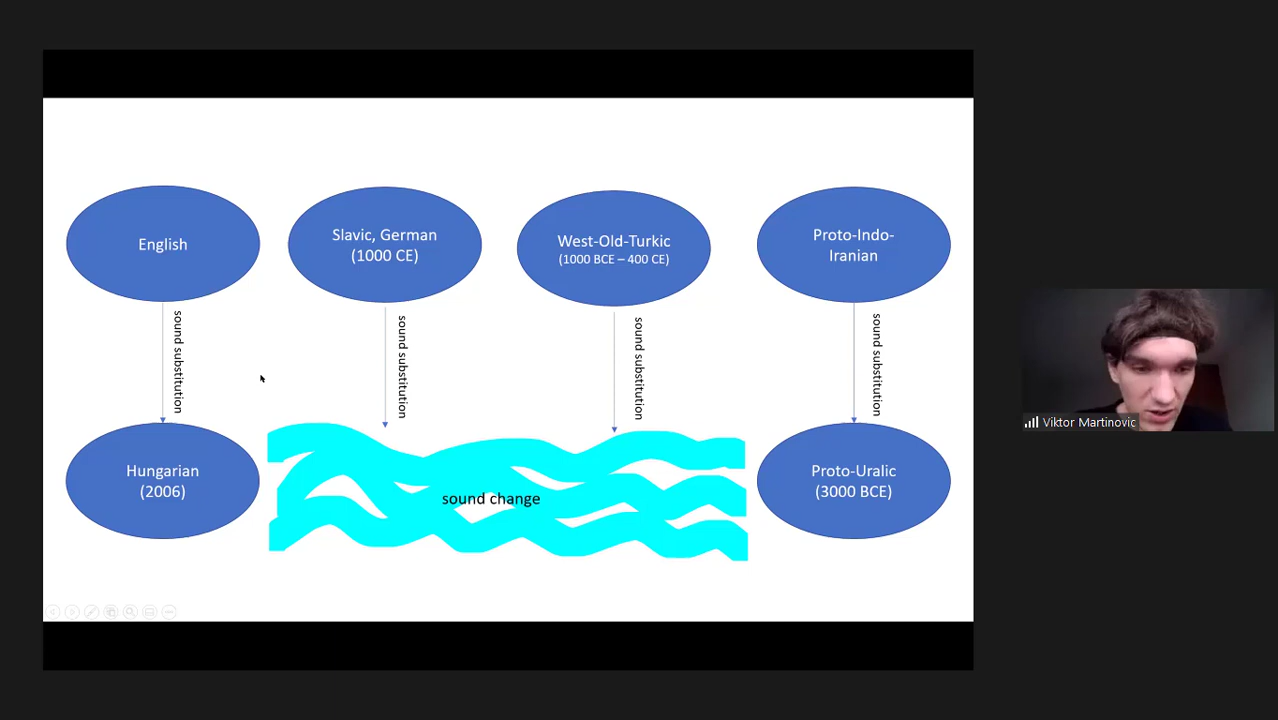 English
Slavic, German
(1000 CE)
West-Old-Turkic
(1000 BCE – 400 CE)
Proto-Indo-
Iranian
sound substitution
sound substitution
sound substitution
sound substitution
Hungarian
(2006)
sound change
Proto-Uralic
(3000 BCE)
Viktor Martinovic